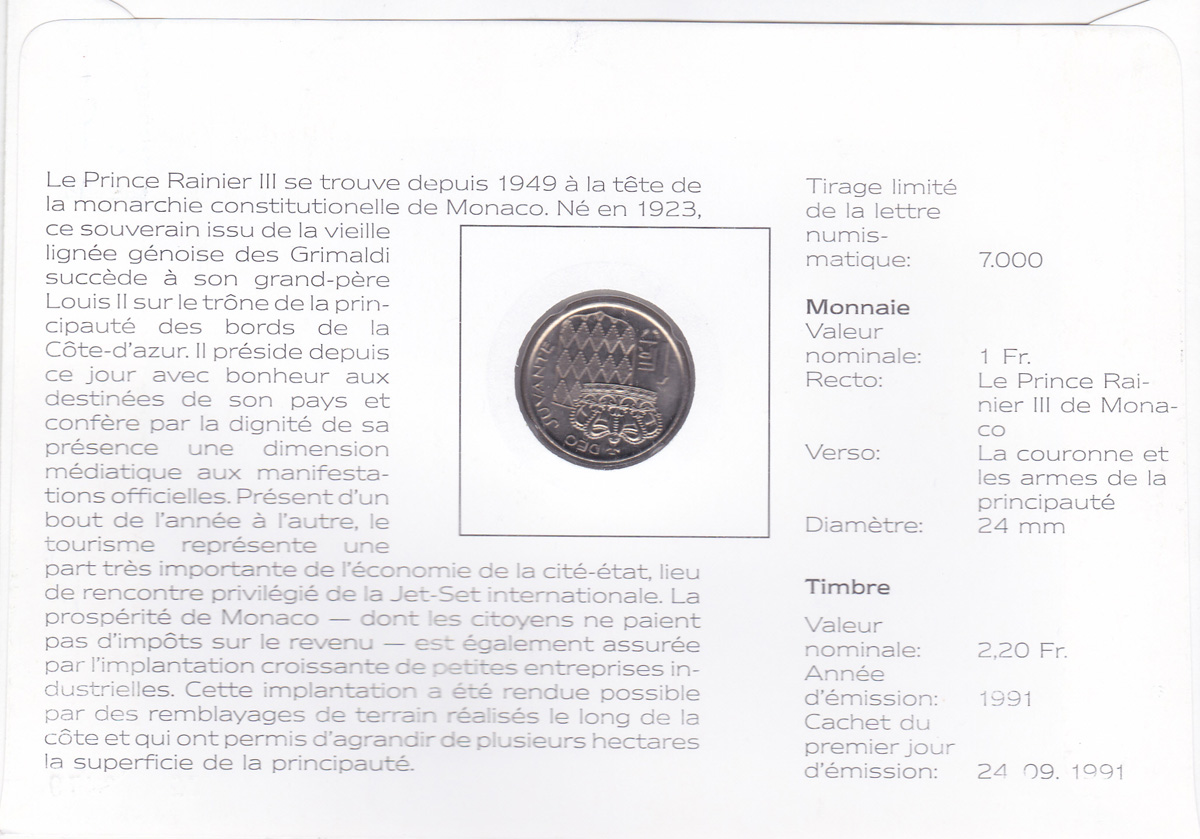 Le Prince Rainier III se trouve depuis 1949 à la tête de
la monarchie constitutionelle de Monaco. Né en 1923,
ce souverain issu de la vieille
lignée génoise des Grimaldi
succède à son grand-père
Louis II sur le trône de la prin-
cipauté des bords de la
Côte-d'azur. Il préside depuis
ce jour avec bonheur aux
destinées de son pays et
confère par la dignité de sa
présence une dimension
médiatique aux manifesta-
tions officielles. Présent d'un
bout de l'année à l'autre, le
tourisme représente une
part très importante de l'économie de la cité-état, lieu
de rencontre privilégié de la Jet-Set internationale. La
prospérité de Monaco — dont les citoyens ne paient
pas d'impôts sur le revenu — est également assurée
par l'implantation croissante de petites entreprises in-
dustrielles. Cette implantation a été rendue possible
par des remblayages de terrain réalisés le long de la
côte et qui ont permis d'agrandir de plusieurs hectares
la superficie de la principauté.
DEO JUVANTE
Tirage limité
de la lettre
numis-
matique: 7.000
Monnaie
Valeur
nominale: 1 Fr.
Recto: Le Prince Rai-
nier III de Mona-
co
Verso: La couronne et
les armes de la
principauté
Diamètre: 24 mm
Timbre
Valeur
nominale: 2,20 Fr.
Année
d'émission: 1991
Cachet du
premier jour
d'émission: 24 09. 1991